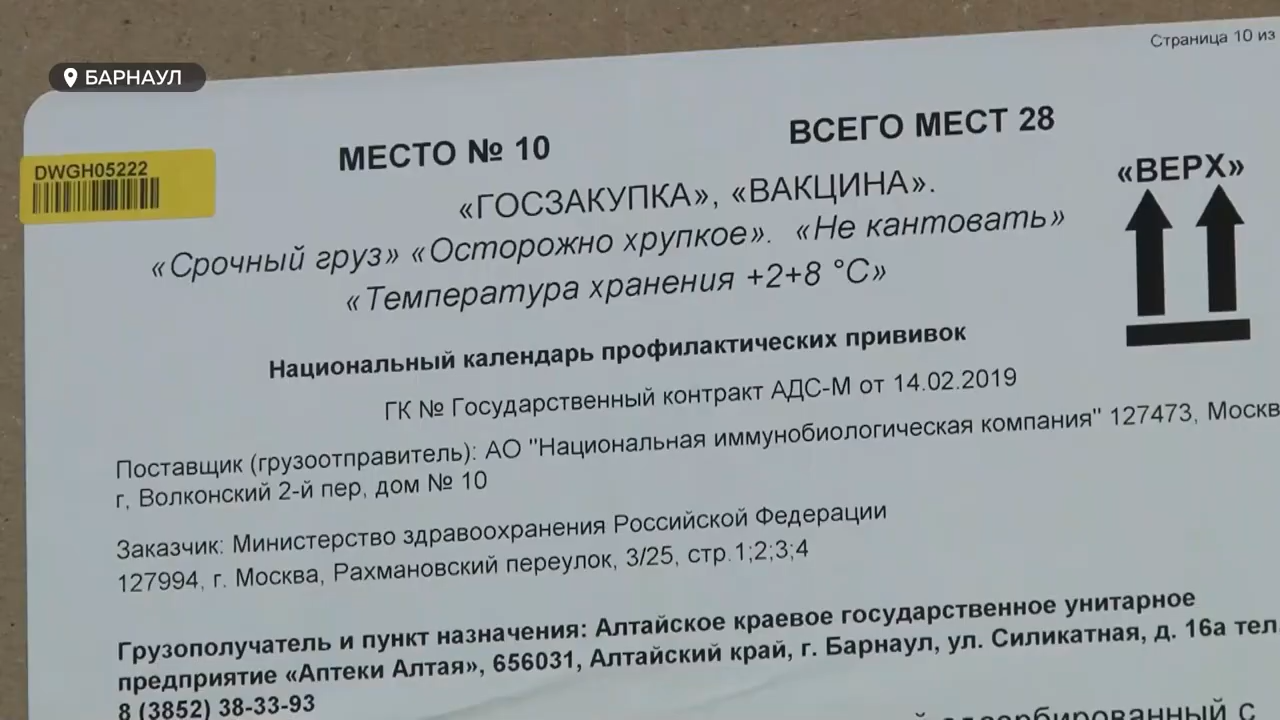 Страница 10 из
БАРНАУЛ
DWGH05222
МЕСТО № 10
ВСЕГО МЕСТ 28
«ГОСЗАКУПКА», «ВАКЦИНА».
«ВЕРХ»
«Срочный груз» «Осторожно хрупкое». «Не кантовать»
«Температура хранения +2+8 °С»
Национальный календарь профилактических прививок
ГК № Государственный контракт АДС-М от 14.02.2019
Поставщик (грузоотправитель): АО "Национальная иммунобиологическая компания" 127473, Москв
г, Волконский 2-й пер, дом № 10
Заказчик: Министерство здравоохранения Российской Федерации
127994, г. Москва, Рахмановский переулок, 3/25, стр.1;2;3;4
Грузополучатель и пункт назначения: Алтайское краевое государственное унитарное
предприятие «Аптеки Алтая», 656031, Алтайский край, г. Барнаул, ул. Силикатная, д. 16а тел.
8 (3852) 38-33-93
адсорбированный с